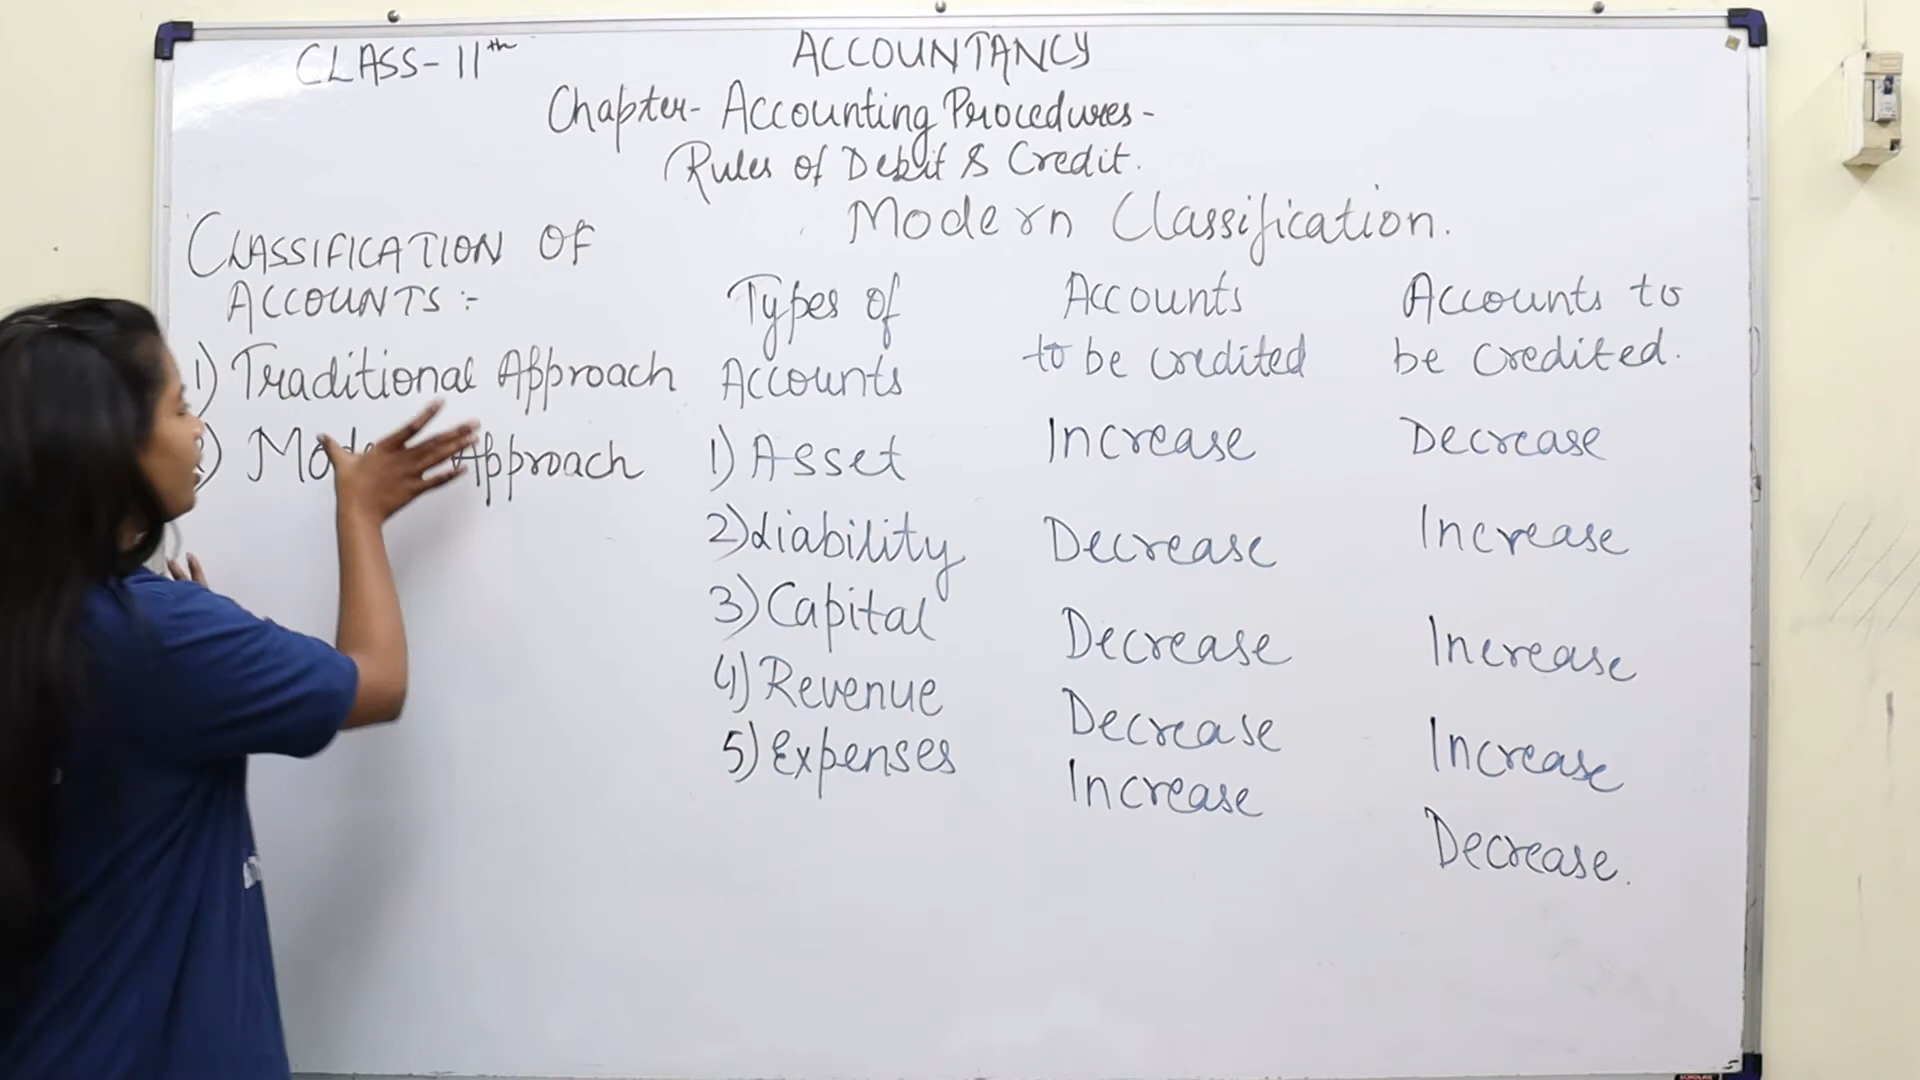 CLASS-11th
ACCOUNTANCY
Chapter- Accounting Procedures-
Rules of Debit & Credit.
CLASSIFICATION OF
ACCOUNTS :-
1) Traditional Approach
Approach
Modern Classification.
Types of
Accounts
Accounts
to be credited
Accounts to
be credited.
1) Asset Increase Decrease
2) Liability Decrease Increase
3) Capital Decrease Increase
4) Revenue Decrease Increase
5) Expenses Increase Decrease.